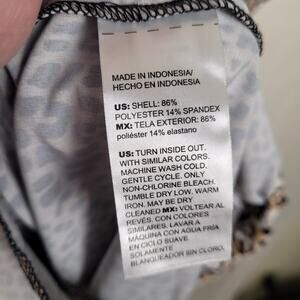 MADE IN INDONESIA/
HECHO EN INDONESIA
US: SHELL: 86%
POLYESTER 14% SPANDEX
MX: TELA EXTERIOR: 86%
poliéster 14% elastano
US: TURN INSIDE OUT.
WITH SIMILAR COLORS.
MACHINE WASH COLD.
GENTLE CYCLE. ONLY
NON-CHLORINE BLEACH.
TUMBLE DRY LOW. WARM
IRON. MAY BE DRY
CLEANED MX: VOLTEAR AL
REVÉS. CON COLORES
SIMILARES. LAVAR A
MÁQUINA CON AGUA FRÍA
EN CICLO SUAVE.
SOLAMENTE
BLANQUEADOR SIN CLORO.